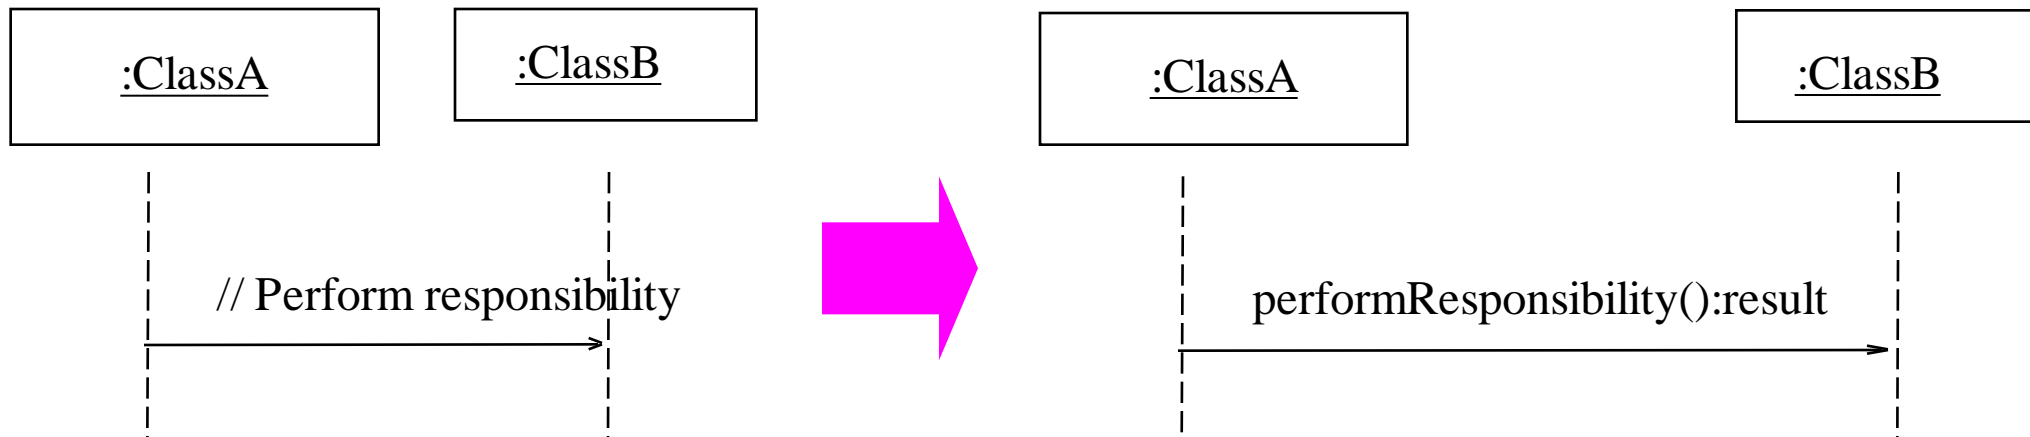 :ClassA
:ClassB
// Perform responsibility
:ClassA
:ClassB
performResponsibility():result